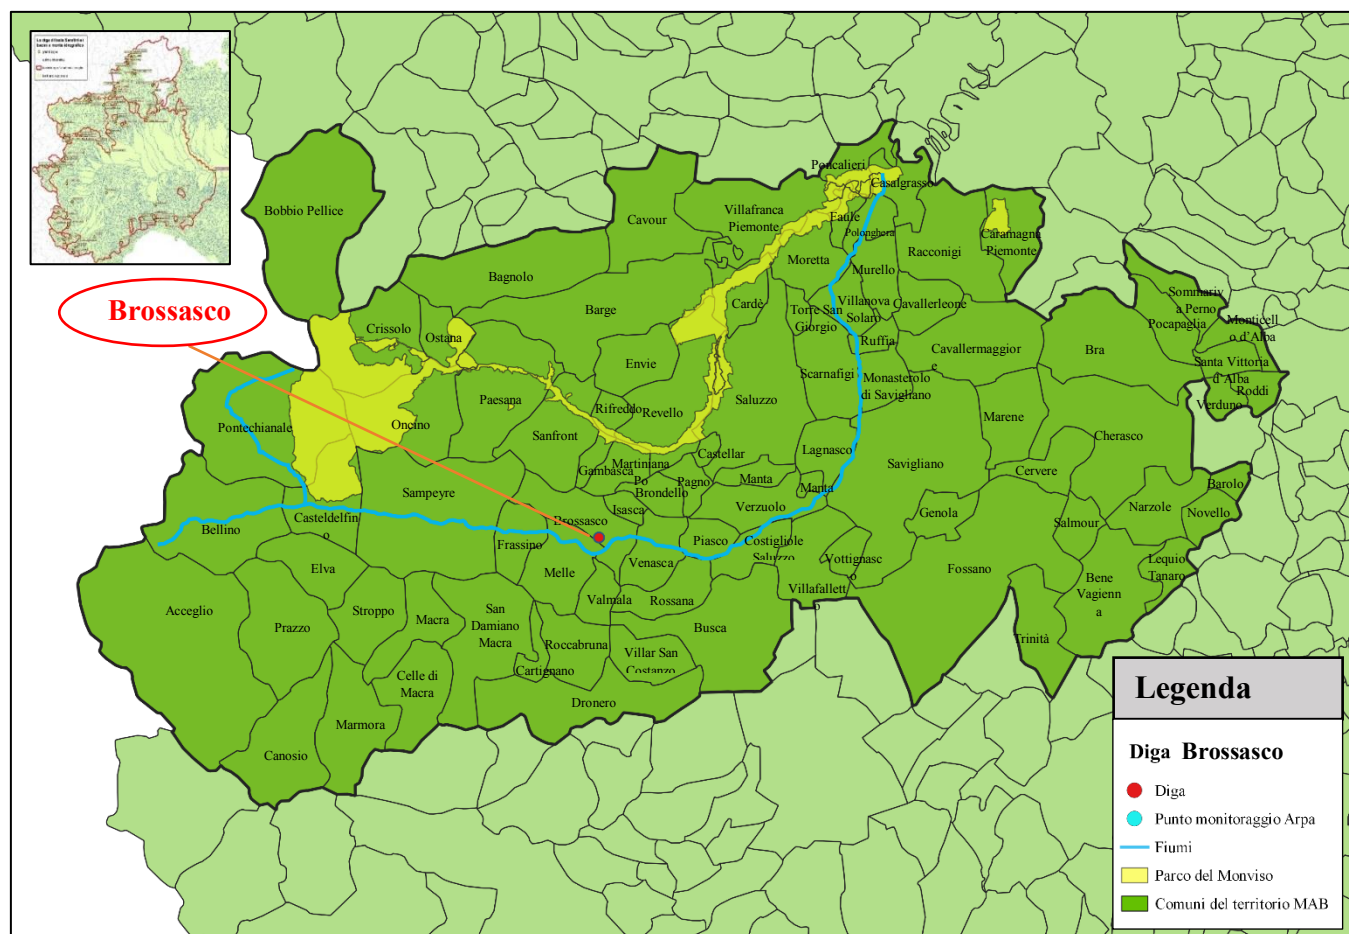 Brossasco
Bobbio Pellice
Poncalieri
Casalgrasso
Cavour
Villafranca
Piemonte
Faule
Polonghera
Caramagna
Piemonte
Racconigi
Moretta
Murello
Bagnolo
Barge
Cardè
Torre San
Giorgio
Villanova
Solaro
Cavallerleone
Sommariv
a Perno
Pocapaglia
Monticell
o d'Alba
Crissolo
Ostana
Ruffia
Cavallermaggior
e
Bra
Envie
Scarnafigi
Monasterolo
di Savigliano
Santa Vittoria
d'Alba
Roddi
Verduno
Pontechianale
Oncino
Paesana
Rifreddo
Revello
Saluzzo
Marene
Cherasco
Sanfront
Martiniana
Po
Castellar
Lagnasco
Savigliano
Cervere
Gambasca
Pagno
Manta
Manta
Barolo
Sampeyre
Brondello
Isasca
Verzuolo
Genola
Salmour
Narzole
Novello
Bellino
Casteldelfin
o
Brossasco
Frassino
Piasco
Costigliole
Saluzzo
Vottignasc
o
Fossano
Lequio
Tanaro
Elva
Melle
Venasca
Villafallett
o
Bene
Vagienn
a
Acceglio
Prazzo
Stroppo
Macra
San
Damiano
Macra
Valmala
Rossana
Busca
Trinità
Roccabruna
Villar San
Costanzo
Cartignano
Celle di
Macra
Dronero
Marmora
Canosio
Legenda
Diga Brossasco
Diga
Punto monitoraggio Arpa
Fiumi
Parco del Monviso
Comuni del territorio MAB